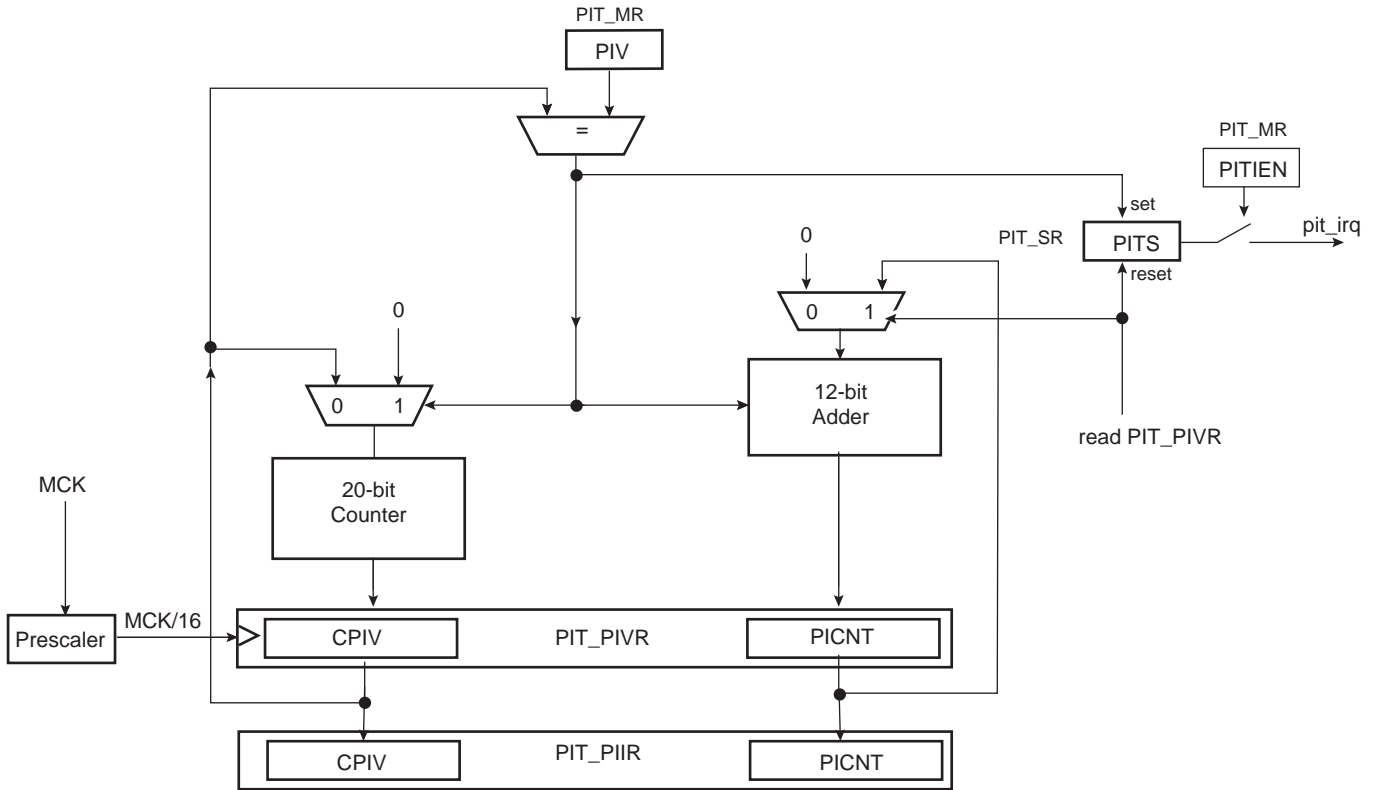 PIT_MR
PIV
=
PIT_MR
PITIEN
set
PIT_SR
PITS
pit_irq
reset
0
0 1
0
0 1
12-bit
Adder
read PIT_PIVR
MCK
20-bit
Counter
Prescaler
MCK/16
CPIV
PIT_PIVR
PICNT
CPIV
PIT_PIIR
PICNT